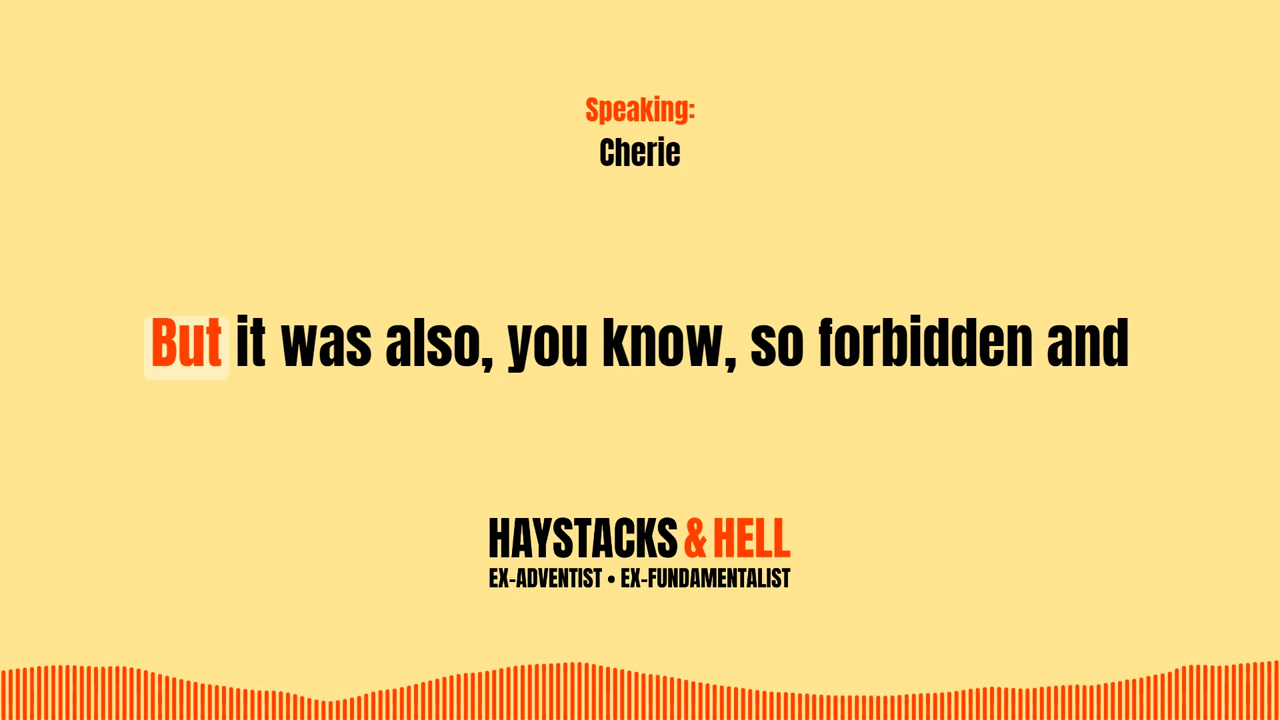 Speaking:
Cherie
But it was also, you know, so forbidden and
HAYSTACKS & HELL
EX-ADVENTIST • EX-FUNDAMENTALIST